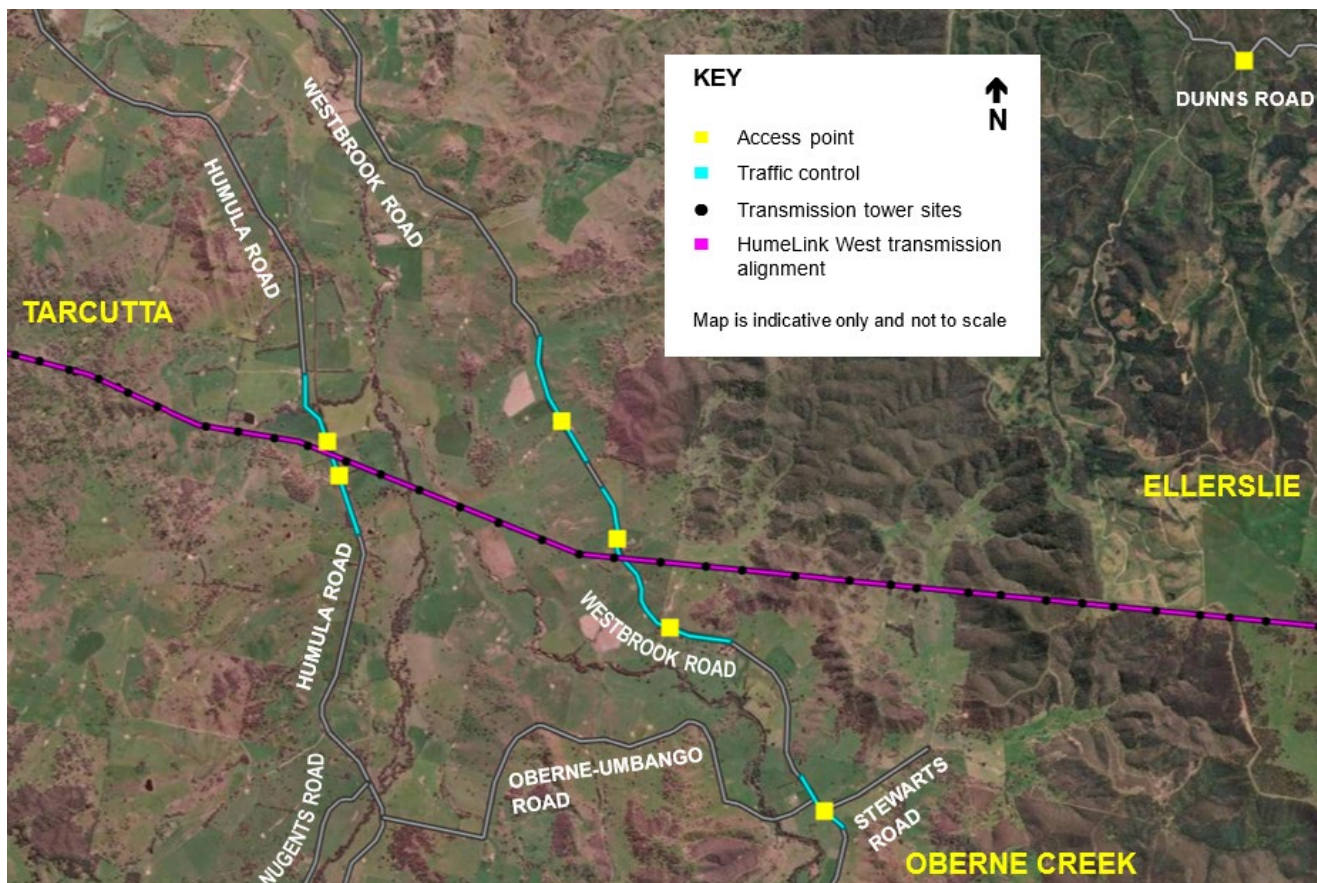 KEY
N
Access point
Traffic control
Transmission tower sites
HumeLink West transmission
alignment
Map is indicative only and not to scale
DUNNS ROAD
WESTBROOK ROAD
HUMULA ROAD
TARCUTTA
ELLERSLIE
HUMULA ROAD
WESTBROOK ROAD
OBERNE-UMBANGO
ROAD
STEWARTS
ROAD
NUGENTS ROAD
OBERNE CREEK